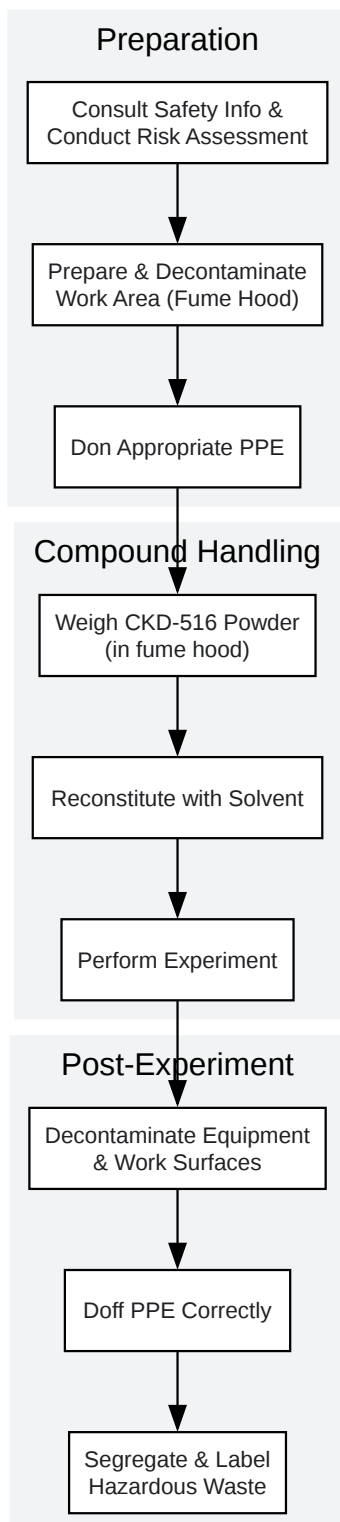 Preparation
Consult Safety Info &
Conduct Risk Assessment
Prepare & Decontaminate
Work Area (Fume Hood)
Don Appropriate PPE
Compound Handling
Weigh CKD-516 Powder
(in fume hood)
Reconstitute with Solvent
Perform Experiment
Post-Experiment
Decontaminate Equipment
& Work Surfaces
Doff PPE Correctly
Segregate & Label
Hazardous Waste